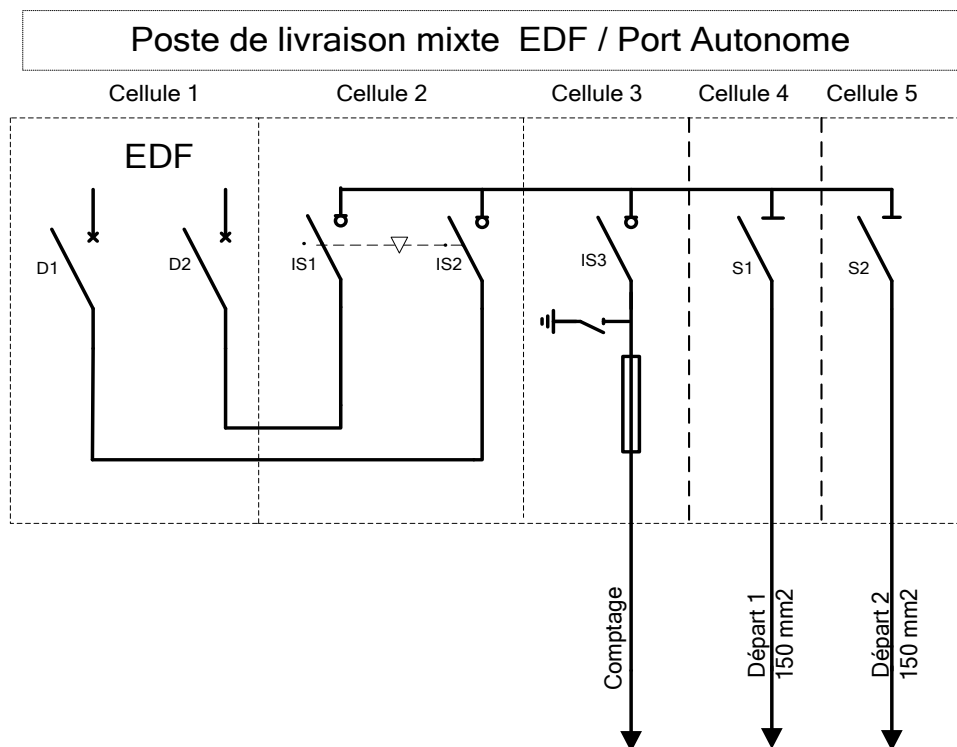 Poste de livraison mixte EDF / Port Autonome
Cellule 1
Cellule 2
Cellule 3
Cellule 4
Cellule 5
EDF
D1
D2
IS1
IS2
IS3
S1
S2
Comptage
Départ 1
150 mm2
Départ 2
150 mm2